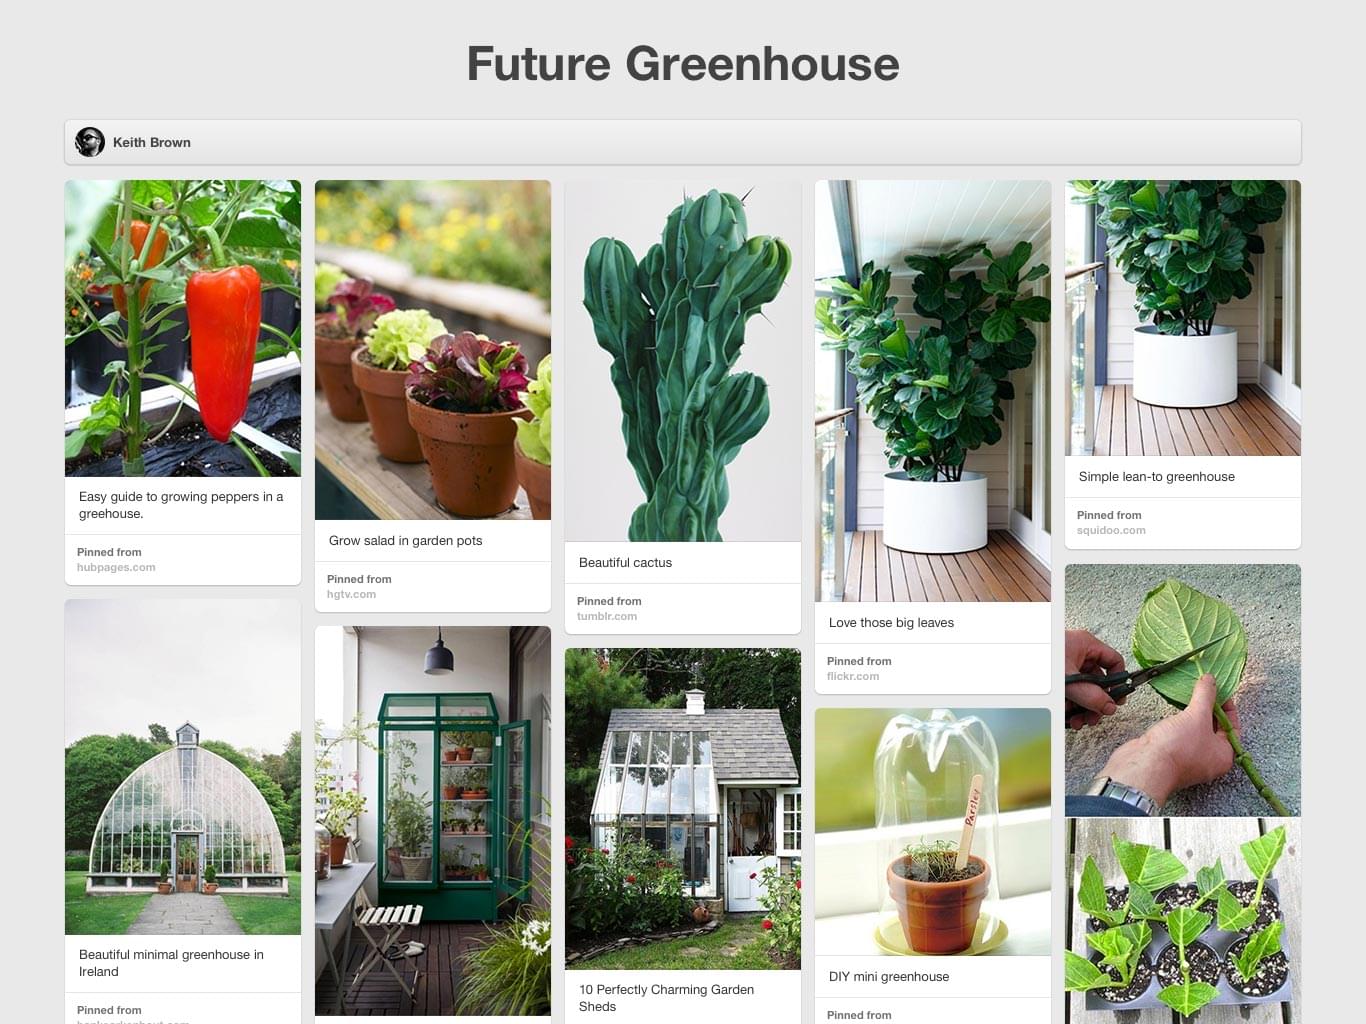 Future Greenhouse
Keith Brown
Easy guide to growing peppers in a
greehouse.
Pinned from
hubpages.com
Beautiful minimal greenhouse in
Ireland
Pinned from
Grow salad in garden pots
Pinned from
hgtv.com
Beautiful cactus
Pinned from
tumblr.com
10 Perfectly Charming Garden
Sheds
Love those big leaves
Pinned from
flickr.com
Parsley
DIY mini greenhouse
Pinned from
Simple lean-to greenhouse
Pinned from
squidoo.com